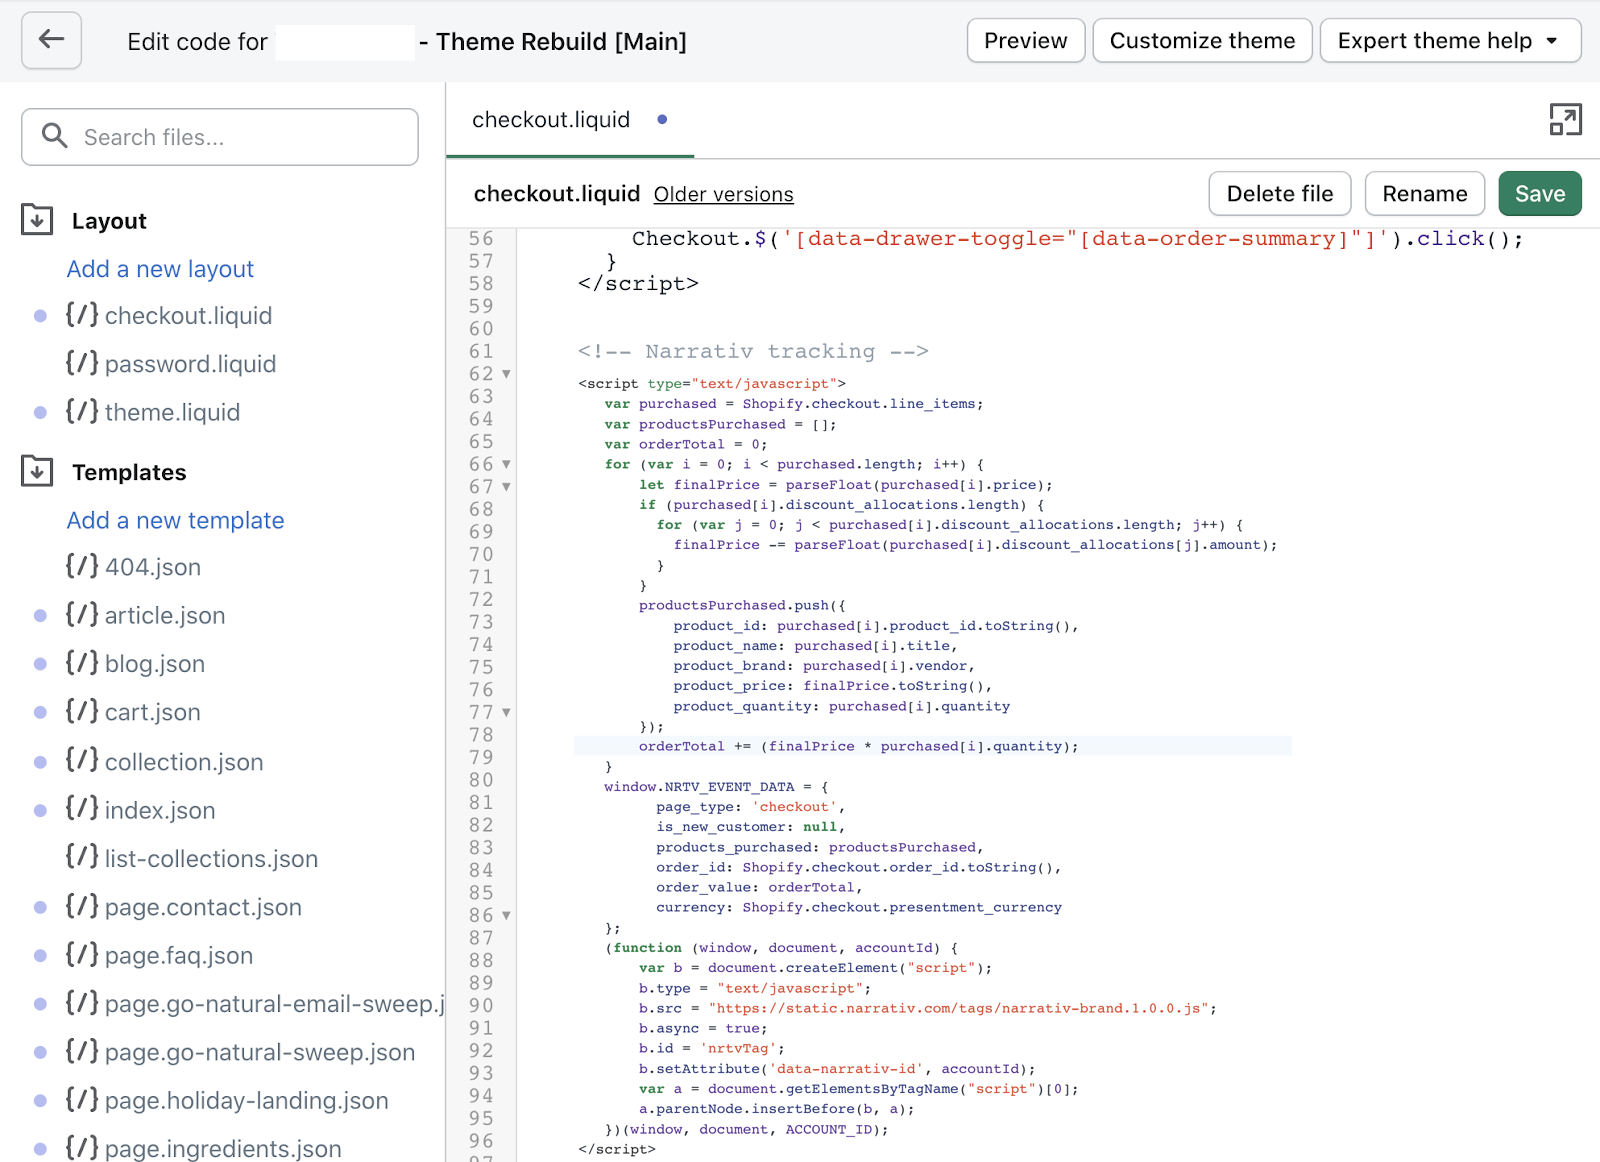 Edit code for - Theme Rebuild [Main]
Preview
Customize theme
Expert theme help
Search files...
Layout
Add a new layout
{/} checkout.liquid
{/} password.liquid
{/} theme.liquid
Templates
Add a new template
{/} 404.json
{/} article.json
{/} blog.json
{/} cart.json
{/} collection.json
{/} index.json
{/} list-collections.json
{/} page.contact.json
{/} page.faq.json
{/} page.go-natural-email-sweep.j
{/} page.go-natural-sweep.json
{/} page.holiday-landing.json
{/} page.ingredients.json
checkout.liquid
checkout.liquid Older versions
Delete file
Rename
Save
56
57
58
59
60
61
62
63
64
65
66
67
68
69
70
71
72
73
74
75
76
77
78
79
80
81
82
83
84
85
86
87
88
89
90
91
92
93
94
95
96
97
Checkout.$('[data-drawer-toggle="[data-order-summary]"]').click();
}
</script>
<!-- Narrativ tracking -->
<script type="text/javascript">
var purchased = Shopify.checkout.line_items;
var productsPurchased = [];
var orderTotal = 0;
for (var i = 0; i < purchased.length; i++) {
let finalPrice = parseFloat(purchased[i].price);
if (purchased[i].discount_allocations.length) {
for (var j = 0; j < purchased[i].discount_allocations.length; j++) {
finalPrice -= parseFloat(purchased[i].discount_allocations[j].amount);
}
}
productsPurchased.push({
product_id: purchased[i].product_id.toString(),
product_name: purchased[i].title,
product_brand: purchased[i].vendor,
product_price: finalPrice.toString(),
product_quantity: purchased[i].quantity
});
orderTotal += (finalPrice * purchased[i].quantity);
}
window.NRTV_EVENT_DATA = {
page_type: 'checkout',
is_new_customer: null,
products_purchased: productsPurchased,
order_id: Shopify.checkout.order_id.toString(),
order_value: orderTotal,
currency: Shopify.checkout.presentment_currency
};
(function (window, document, accountId) {
var b = document.createElement("script");
b.type = "text/javascript";
b.src = "https://static.narrativ.com/tags/narrativ-brand.1.0.0.js";
b.async = true;
b.id = 'nrtvTag';
b.setAttribute('data-narrativ-id', accountId);
var a = document.getElementsByTagName("script")[0];
a.parentNode.insertBefore(b, a);
})(window, document, ACCOUNT_ID);
</script>